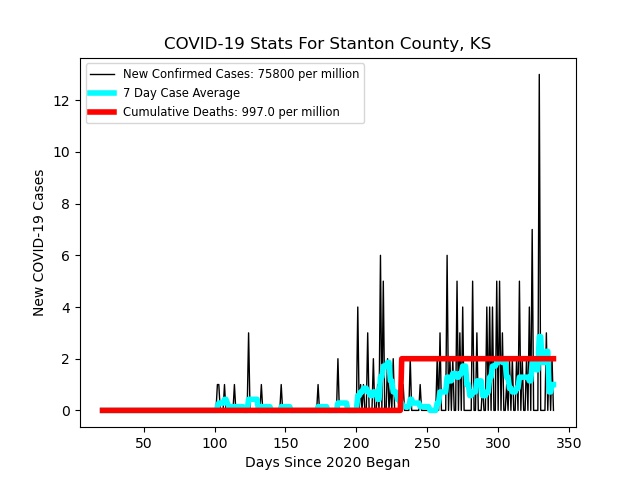 COVID-19 Stats For Stanton County, KS
New Confirmed Cases: 75800 per million
7 Day Case Average
Cumulative Deaths: 997.0 per million
12
10
8
6
4
2
0
New COVID-19 Cases
50 100 150 200 250 300 350
Days Since 2020 Began